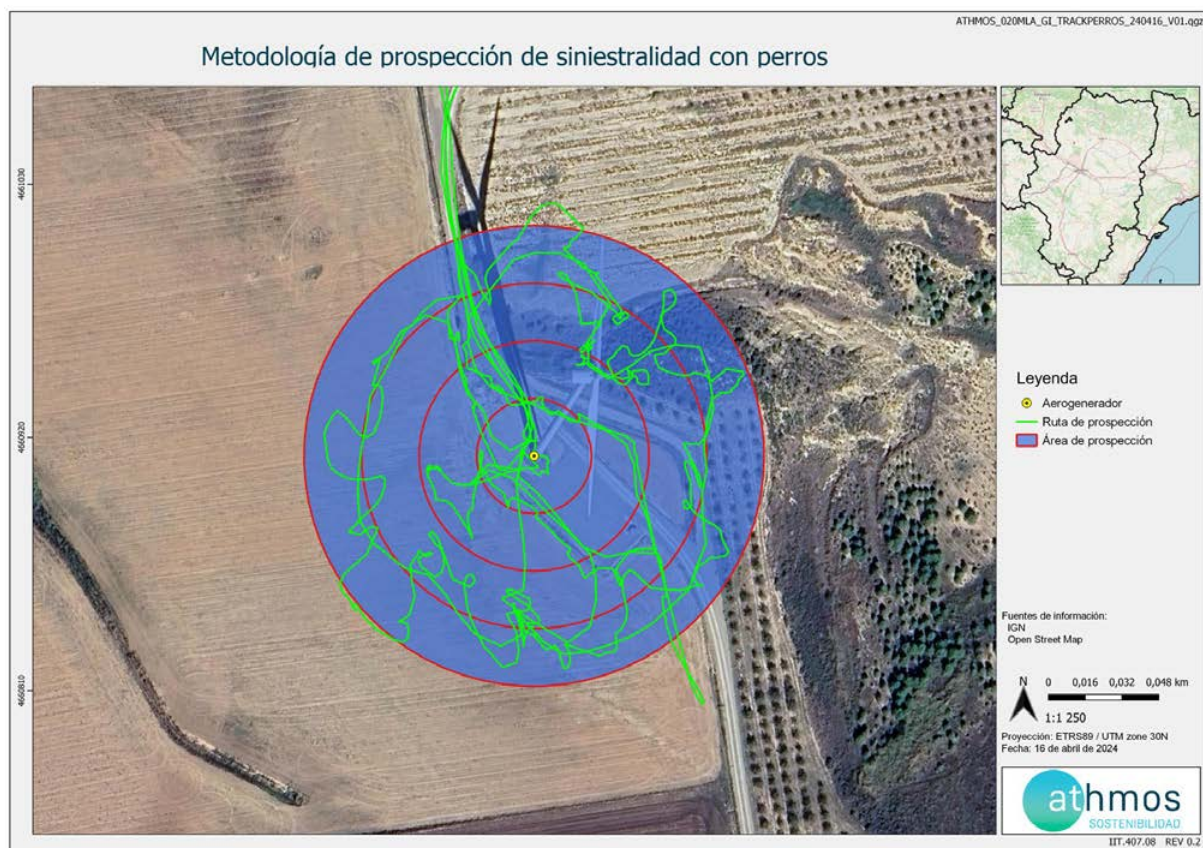 ATHMOS_020MLA_GI_TRACKPERROS_240416_V01.qgz
Metodología de prospección de siniestralidad con perros
4661030
4660920
4660810
Leyenda
Aerogenerador
Ruta de prospección
Área de prospección
Fuentes de información:
IGN
Open Street Map
N
0 0,016 0,032 0,048 km
1:1 250
Proyección: ETRS89 / UTM zone 30N
Fecha: 16 de abril de 2024
athmos
SOSTENIBILIDAD
IIT.407.08 REV 0.2